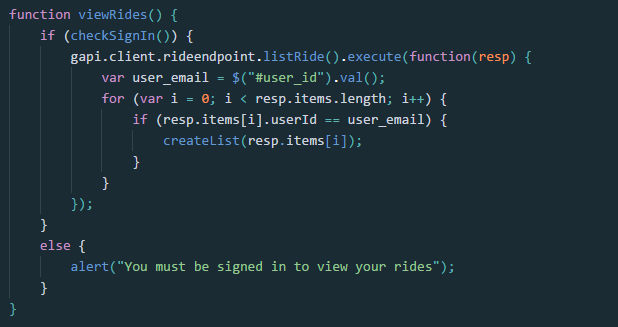 function viewRides() {
    if (checkSignIn()) {
        gapi.client.rideendpoint.listRide().execute(function(resp) {
            var user_email = $("#user_id").val();
            for (var i = 0; i < resp.items.length; i++) {
                if (resp.items[i].userId == user_email) {
                    createList(resp.items[i]);
                }
            }
        });
    }
    else {
        alert("You must be signed in to view your rides");
    }
}